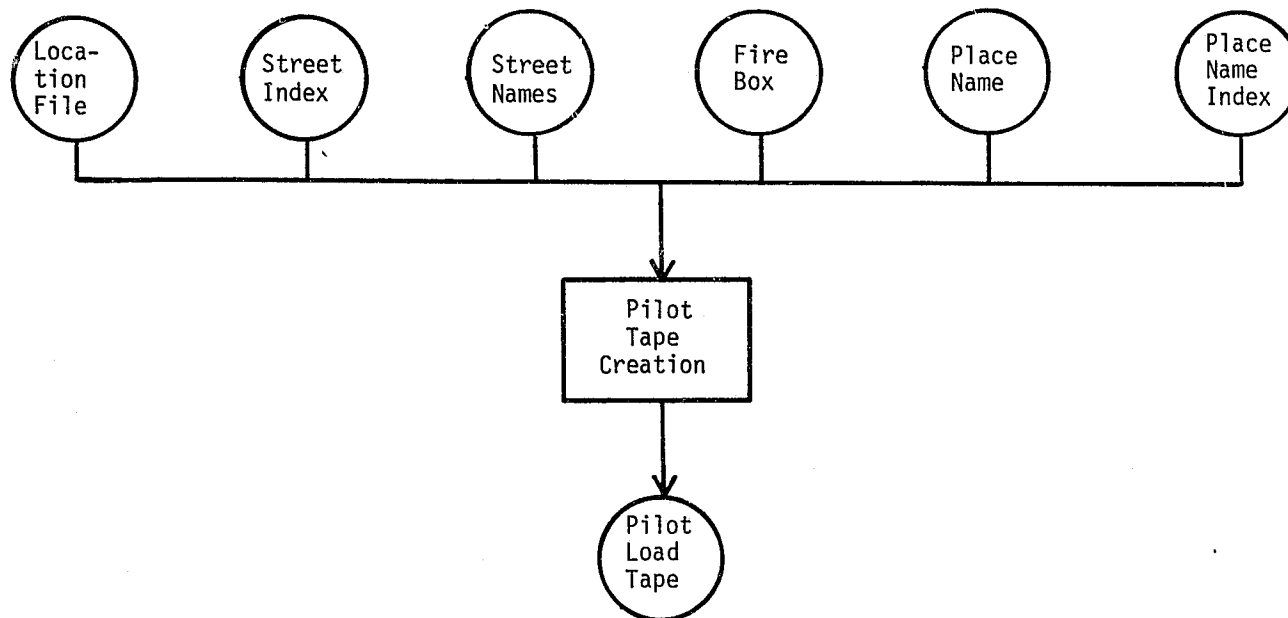 Loca-
tion
File
Street
Index
Street
Names
Fire
Box
Place
Name
Place
Name
Index
Pilot
Tape
Creation
Pilot
Load
Tape